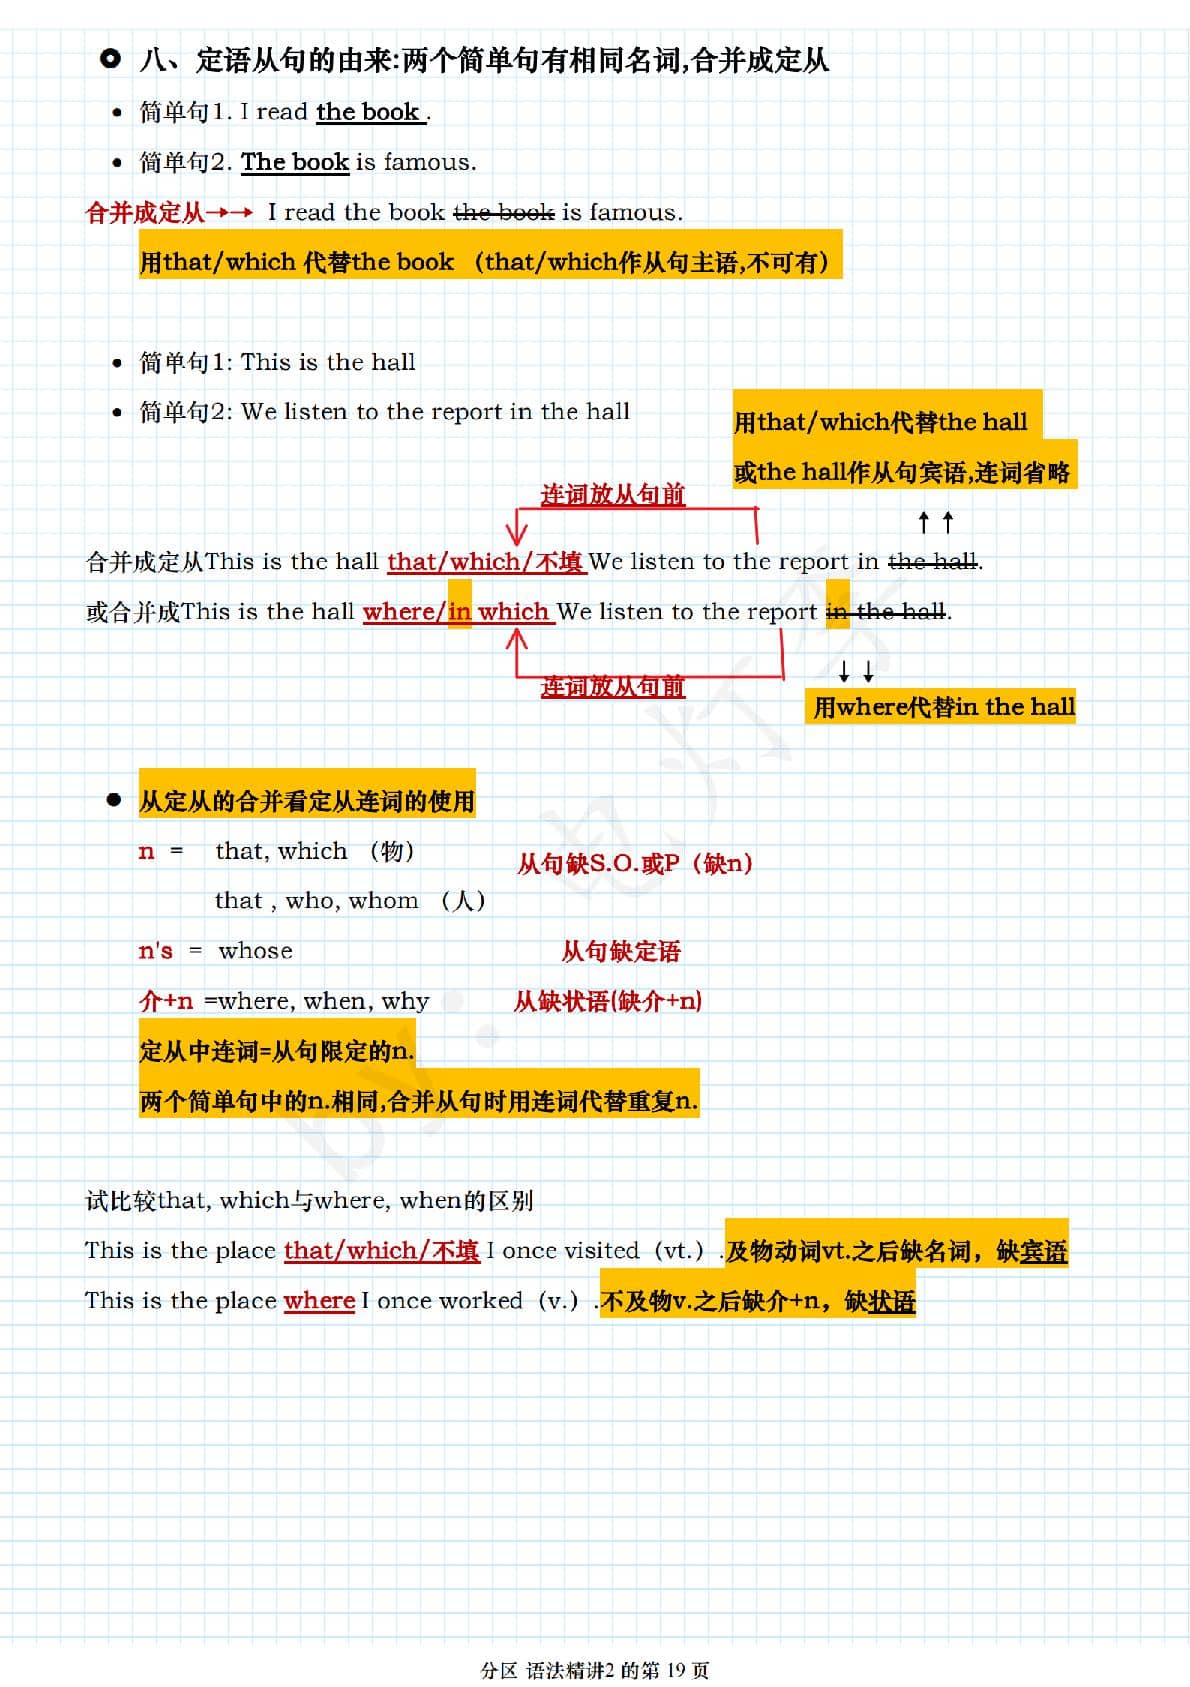 八、定语从句的由来:两个简单句有相同名词,合并成定从
简单句1. I read the book .
简单句2. The book is famous.
合并成定从→→ I read the book the book is famous.
用that/which 代替the book （that/which作从句主语,不可有）
简单句1: This is the hall
简单句2: We listen to the report in the hall
用that/which代替the hall
或the hall作从句宾语,连词省略
连词放从句前
↑↑
合并成定从This is the hall that/which/不填 We listen to the report in the hall.
或合并成This is the hall where/in which We listen to the report in the hall.
↓↓
连词放从句前
用where代替in the hall
从定从的合并看定从连词的使用
n = that, which （物）
从句缺S.O.或P（缺n）
that , who, whom （人）
n's = whose 从句缺定语
介+n =where, when, why 从缺状语(缺介+n)
定从中连词=从句限定的n.
两个简单句中的n.相同,合并从句时用连词代替重复n.
试比较that, which与where, when的区别
This is the place that/which/不填 I once visited（vt.）.及物动词vt.之后缺名词，缺宾语
This is the place where I once worked（v.）.不及物v.之后缺介+n，缺状语
分区 语法精讲2 的第 19 页